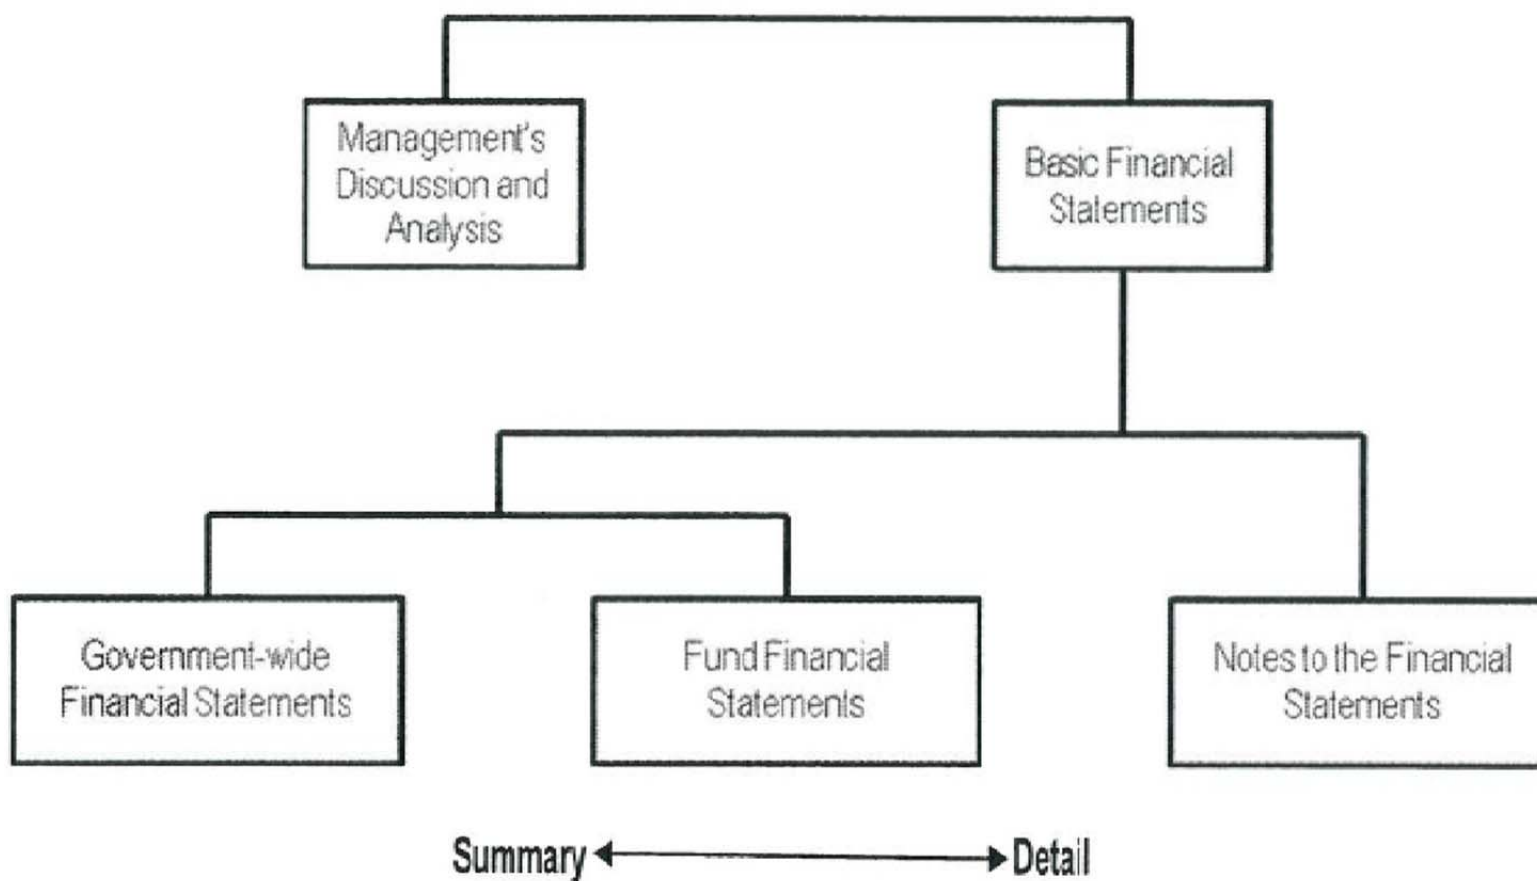 Management's
Discussion and
Analysis
Basic Financial
Statements
Government-wide
Financial Statements
Fund Financial
Statements
Notes to the Financial
Statements
Summary
Detail